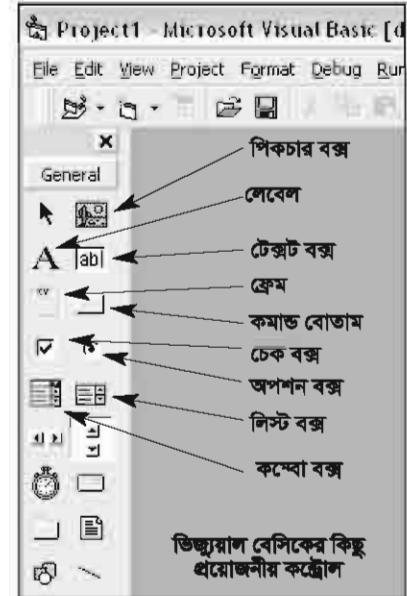 Project1 - Microsoft Visual Basic [d
File Edit View Project Format Debug Run
General
পিকচার বক্স
লেবেল
A
ab
টেক্সট বক্স
xv
ফ্রেম
কমান্ড বোতাম
চেক বক্স
অপশন বক্স
লিস্ট বক্স
কম্বো বক্স
ভিজ্যুয়াল বেসিকের কিছু
প্রয়োজনীয় কন্ট্রোল